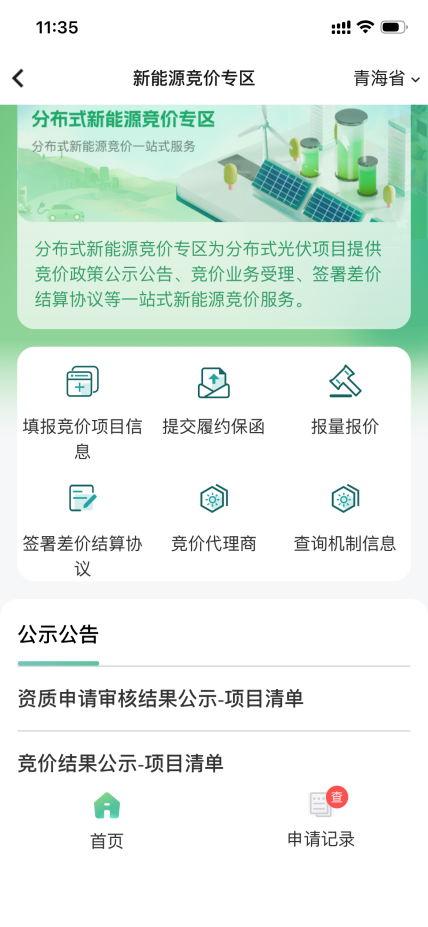 11:35
新能源竞价专区
青海省
分布式新能源竞价专区
分布式新能源竞价一站式服务
分布式新能源竞价专区为分布式光伏项目提供
竞价政策公示公告、竞价业务受理、签署差价
结算协议等一站式新能源竞价服务。
填报竞价项目信
息
提交履约保函
报量报价
签署差价结算协
议
竞价代理商
查询机制信息
公示公告
资质申请审核结果公示-项目清单
竞价结果公示-项目清单
首页
查
申请记录